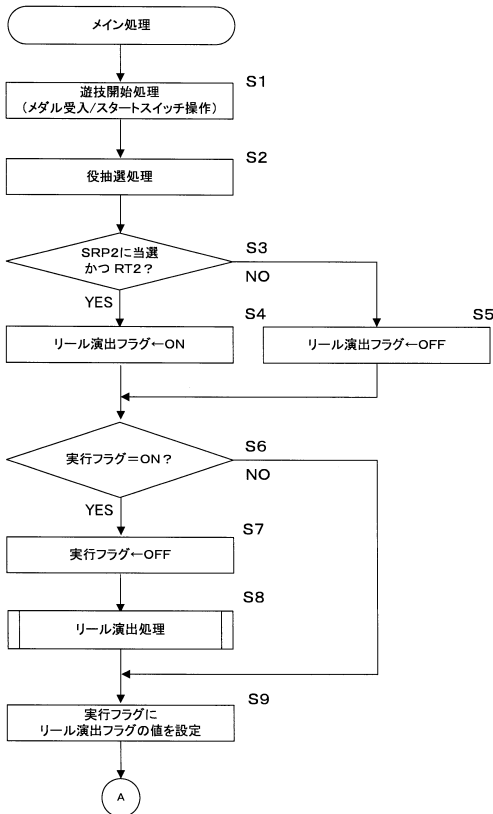 メイン処理
S1
遊技開始処理
(メダル受入/スタートスイッチ操作)
S2
役抽選処理
S3
SRP2に当選
かつ RT2?
NO
YES
S4
リール演出フラグ←ON
S5
リール演出フラグ←OFF
S6
実行フラグ=ON?
NO
YES
S7
実行フラグ←OFF
S8
リール演出処理
S9
実行フラグに
リール演出フラグの値を設定
A